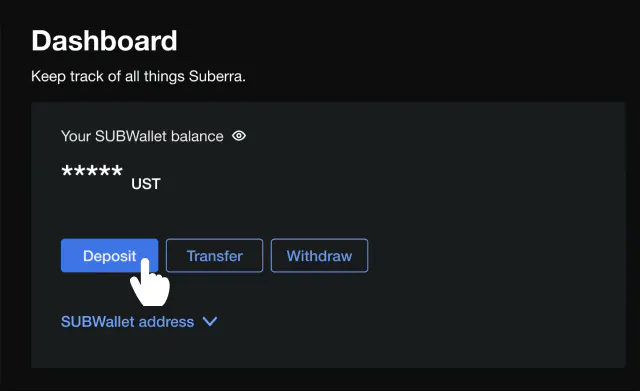 Dashboard
Keep track of all things Suberra.
Your SUBWallet balance
***** UST
Deposit Transfer Withdraw
SUBWallet address